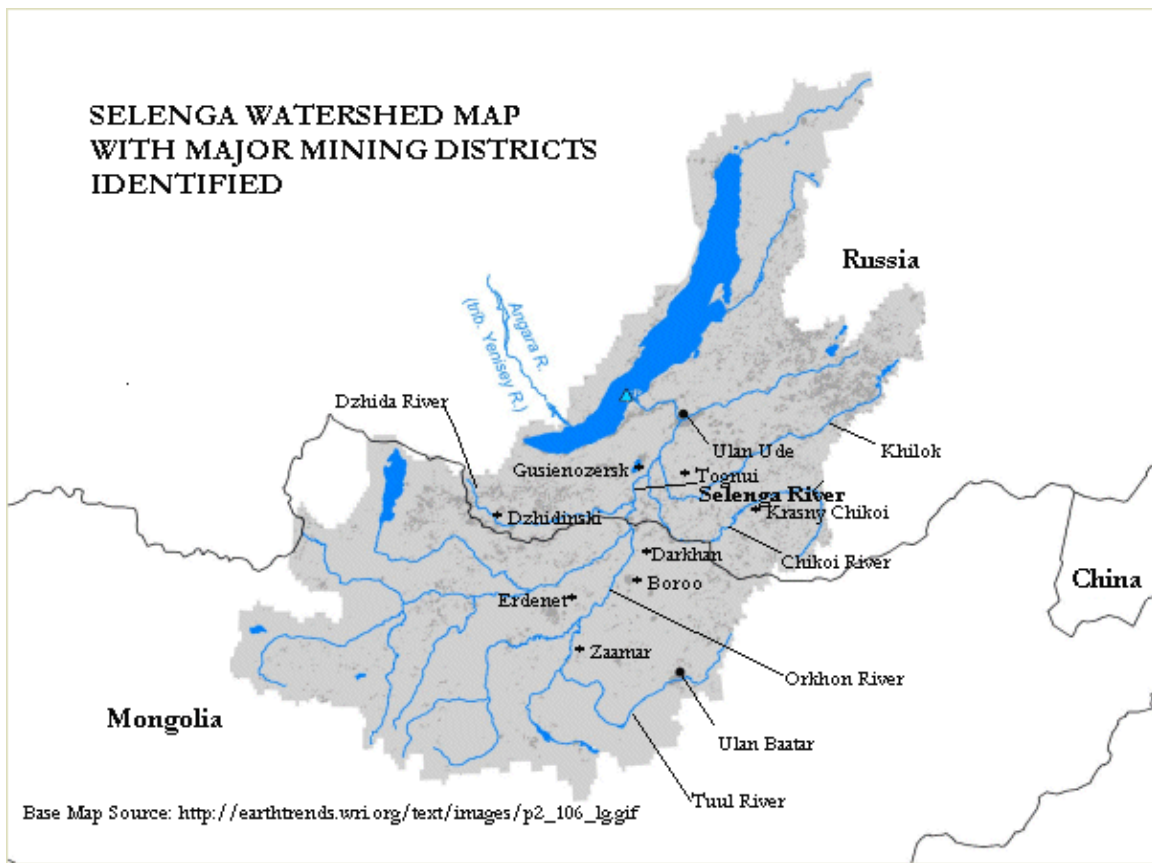 SELENGA WATERSHED MAP
WITH MAJOR MINING DISTRICTS
IDENTIFIED
Russia
Angara R.
(trib. Yenisey R.)
Dzhida River
Ulan Ude
Khilok
Gusienozersk
Tognui
Selenga River
Krasny Chikoi
Dzhidinski
Darkhan
Chikoi River
China
Boroo
Erdenet
Zaamar
Orkhon River
Mongolia
Ulan Baatar
Tuul River
Base Map Source: http://earthtrends.wri.org/text/images/p2_106_lg.gif